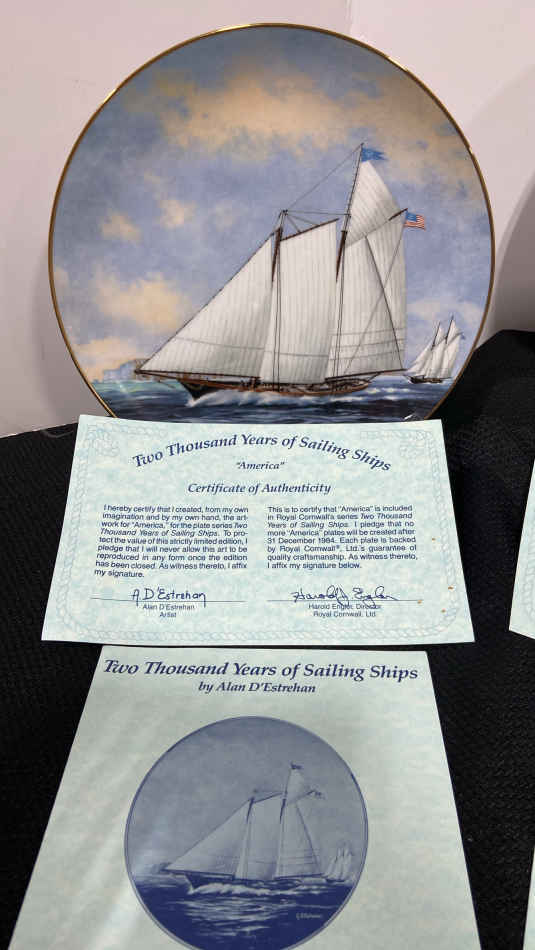 Two Thousand Years of Sailing Ships
"America"
Certificate of Authenticity
I hereby certify that I created, from my own
imagination and by my own hand, the art-
work for "America," for the plate series Two
Thousand Years of Sailing Ships. To pro-
tect the value of this strictly limited edition, I
pledge that I will never allow this art to be
reproduced in any form once the edition
has been closed. As witness thereto, I affix
my signature.
A D'Estrehan
Alan D'Estrehan
Artist
This is to certify that "America" is included
in Royal Cornwall's series Two Thousand
Years of Sailing Ships. I pledge that no
more "America" plates will be created after
31 December 1984. Each plate is backed
by Royal Cornwall®, Ltd.'s guarantee of
quality craftsmanship. As witness thereto,
I affix my signature below.
Harold J. Engler
Harold Engler, Director
Royal Cornwall, Ltd.
Two Thousand Years of Sailing Ships
by Alan D'Estrehan